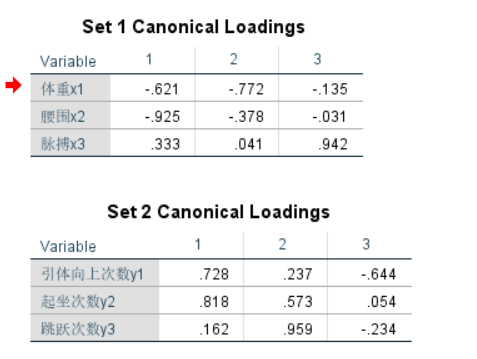 Set 1 Canonical Loadings
Variable 1 2 3
体重x1 -.621 -.772 -.135
腰围x2 -.925 -.378 -.031
脉搏x3 .333 .041 .942
Set 2 Canonical Loadings
Variable 1 2 3
引体向上次数y1 .728 .237 -.644
起坐次数y2 .818 .573 .054
跳跃次数y3 .162 .959 -.234